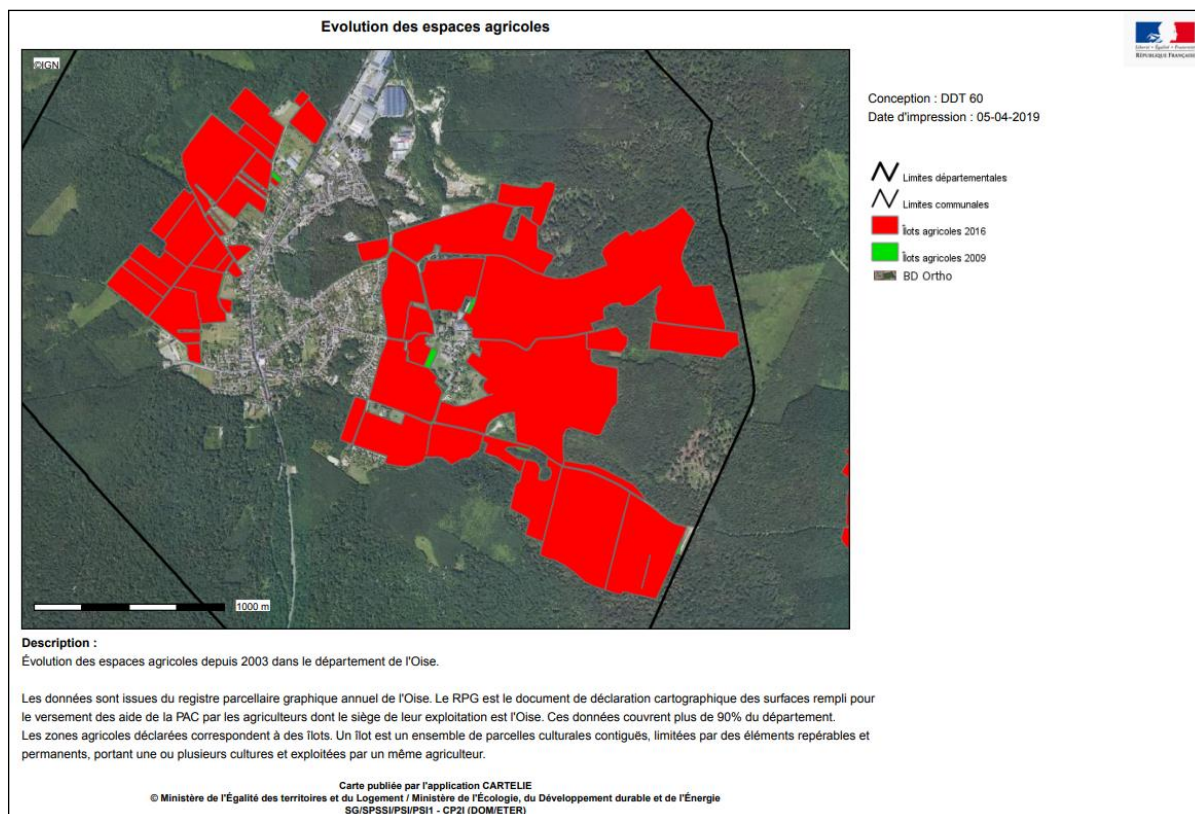 Evolution des espaces agricoles
Liberté • Égalité • Fraternité
RÉPUBLIQUE FRANÇAISE
©IGN
Conception : DDT 60
Date d'impression : 05-04-2019
Limites départementales
Limites communales
Îlots agricoles 2016
Îlots agricoles 2009
BD Ortho
1000 m
Description :
Évolution des espaces agricoles depuis 2003 dans le département de l'Oise.
Les données sont issues du registre parcellaire graphique annuel de l'Oise. Le RPG est le document de déclaration cartographique des surfaces rempli pour
le versement des aide de la PAC par les agriculteurs dont le siège de leur exploitation est l'Oise. Ces données couvrent plus de 90% du département.
Les zones agricoles déclarées correspondent à des îlots. Un îlot est un ensemble de parcelles culturales contiguës, limitées par des éléments repérables et
permanents, portant une ou plusieurs cultures et exploitées par un même agriculteur.
Carte publiée par l'application CARTELIE
© Ministère de l'Égalité des territoires et du Logement / Ministère de l'Écologie, du Développement durable et de l'Énergie
SG/SPSSI/PSI/PSI1 - CP2I (DOM/ETER)